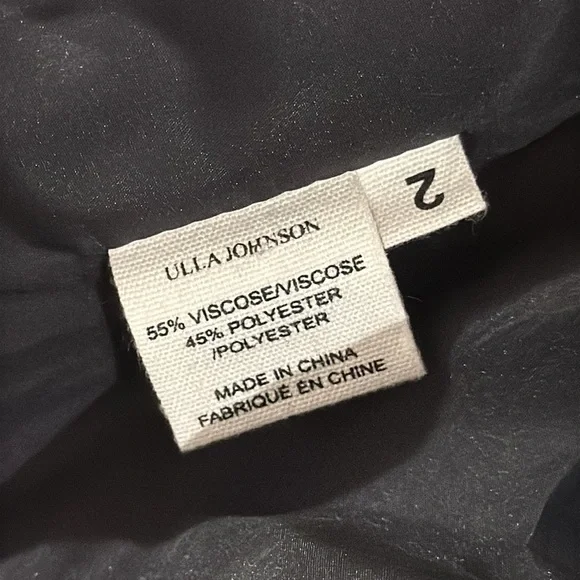 ULLA JOHNSON
55% VISCOSE/VISCOSE
45% POLYESTER
/POLYESTER
MADE IN CHINA
FABRIQUÉ EN CHINE
2